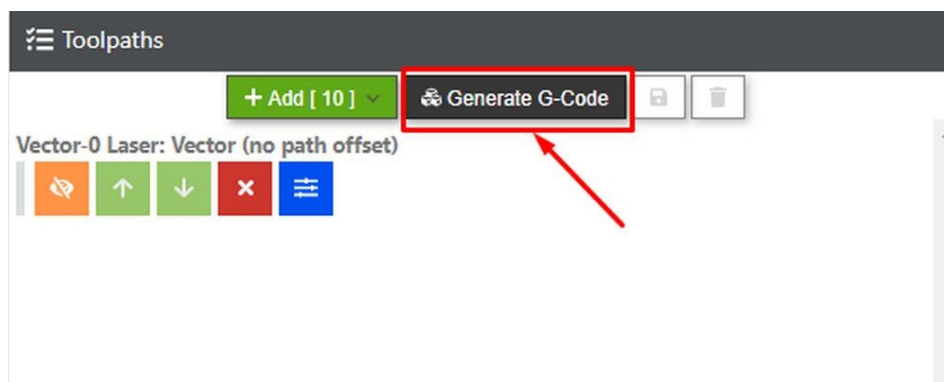 Toolpaths
+ Add [ 10 ] Generate G-Code
Vector-0 Laser: Vector (no path offset)